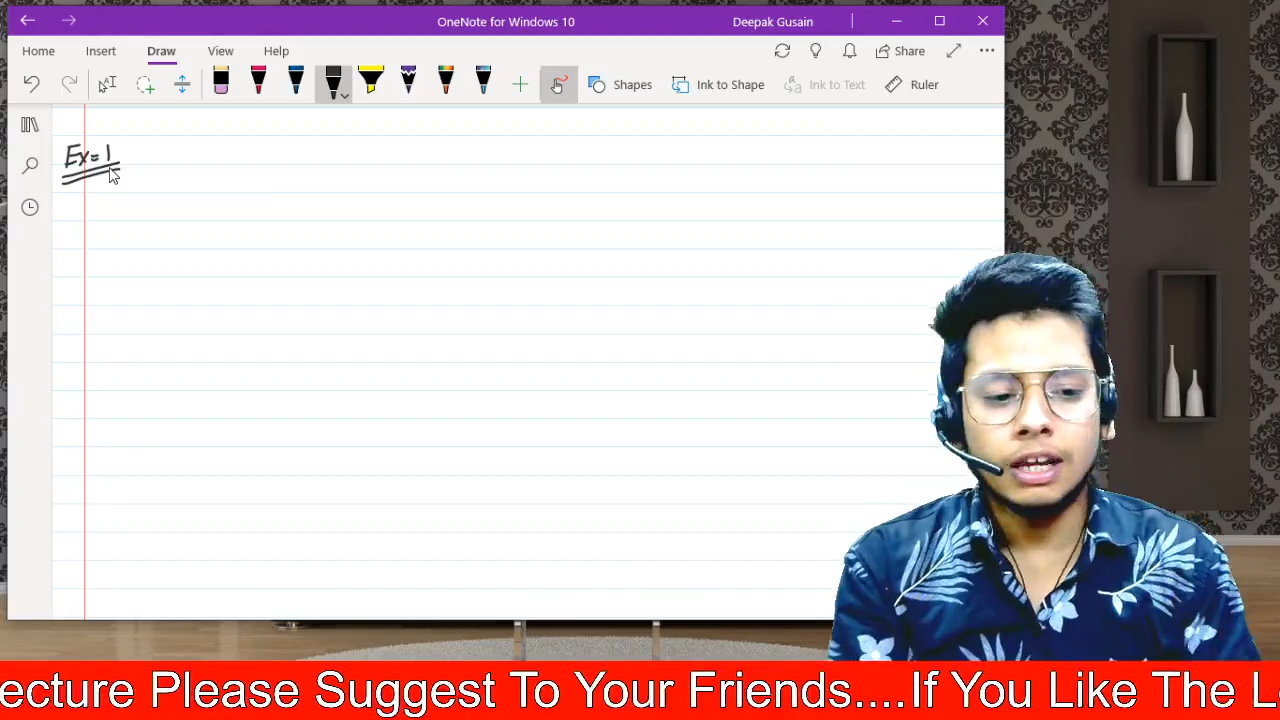 OneNote for Windows 10
Deepak Gusain
Home Insert Draw View Help
Share
Shapes Ink to Shape Ink to Text Ruler
Ex=1
ecture Please Suggest To Your Friends....If You Like The L